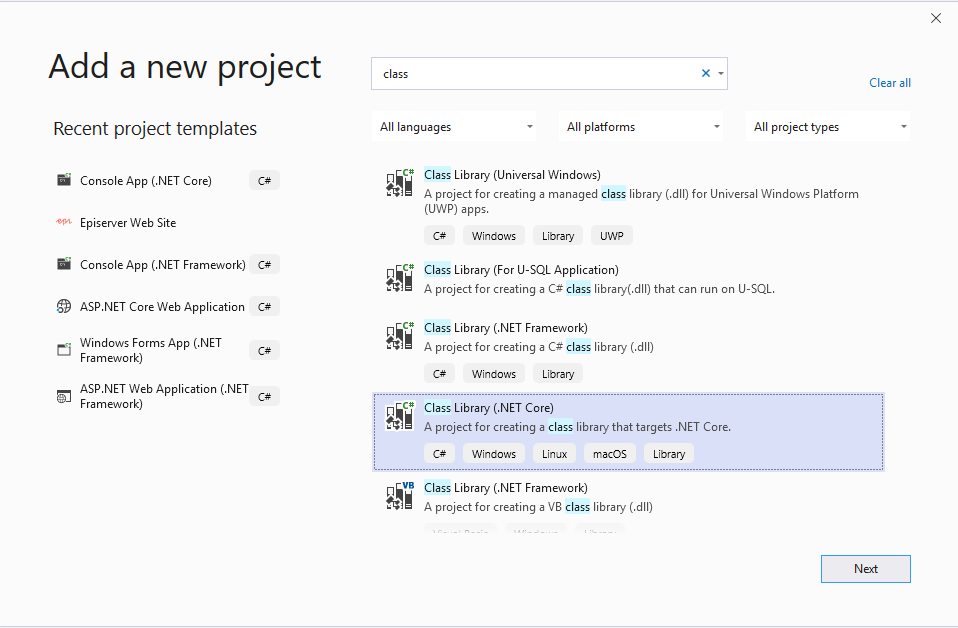 Add a new project
class
Clear all
Recent project templates
All languages
All platforms
All project types
Console App (.NET Core)
C#
Episerver Web Site
Console App (.NET Framework)
C#
ASP.NET Core Web Application
C#
Windows Forms App (.NET
Framework)
C#
ASP.NET Web Application (.NET
Framework)
C#
C#
Class Library (Universal Windows)
A project for creating a managed class library (.dll) for Universal Windows Platform
(UWP) apps.
C# Windows Library UWP
C#
Class Library (For U-SQL Application)
A project for creating a C# class library(.dll) that can run on U-SQL.
C#
Class Library (.NET Framework)
A project for creating a C# class library (.dll)
C# Windows Library
C#
Class Library (.NET Core)
A project for creating a class library that targets .NET Core.
C# Windows Linux macOS Library
VB
Class Library (.NET Framework)
A project for creating a VB class library (.dll)
Visual Basic Windows Library
Next